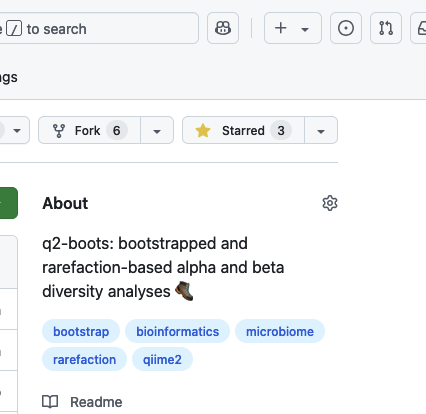 / to search
gs
Fork 6
Starred 3
About
q2-boots: bootstrapped and
rarefaction-based alpha and beta
diversity analyses 🥾
bootstrap bioinformatics microbiome
rarefaction qiime2
Readme